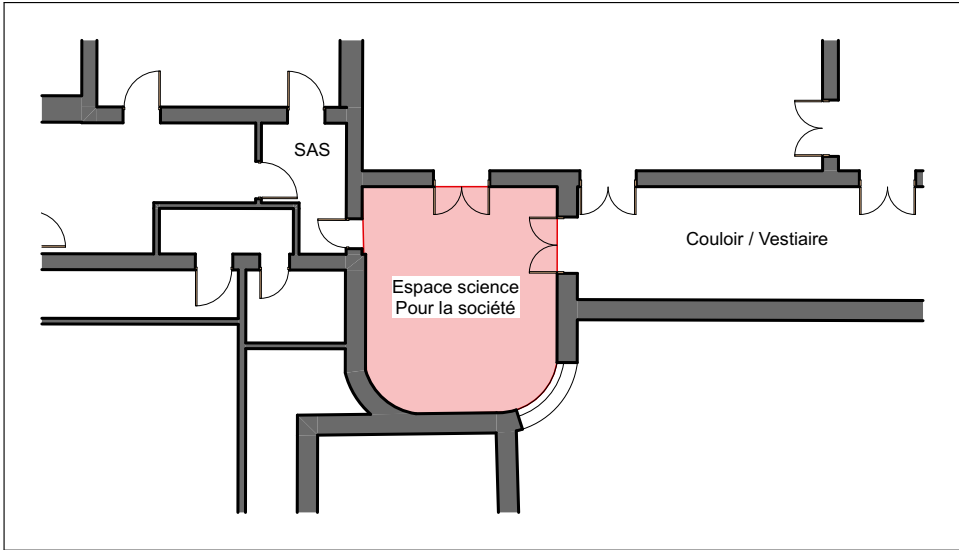 SAS
Couloir / Vestiaire
Espace science
Pour la société